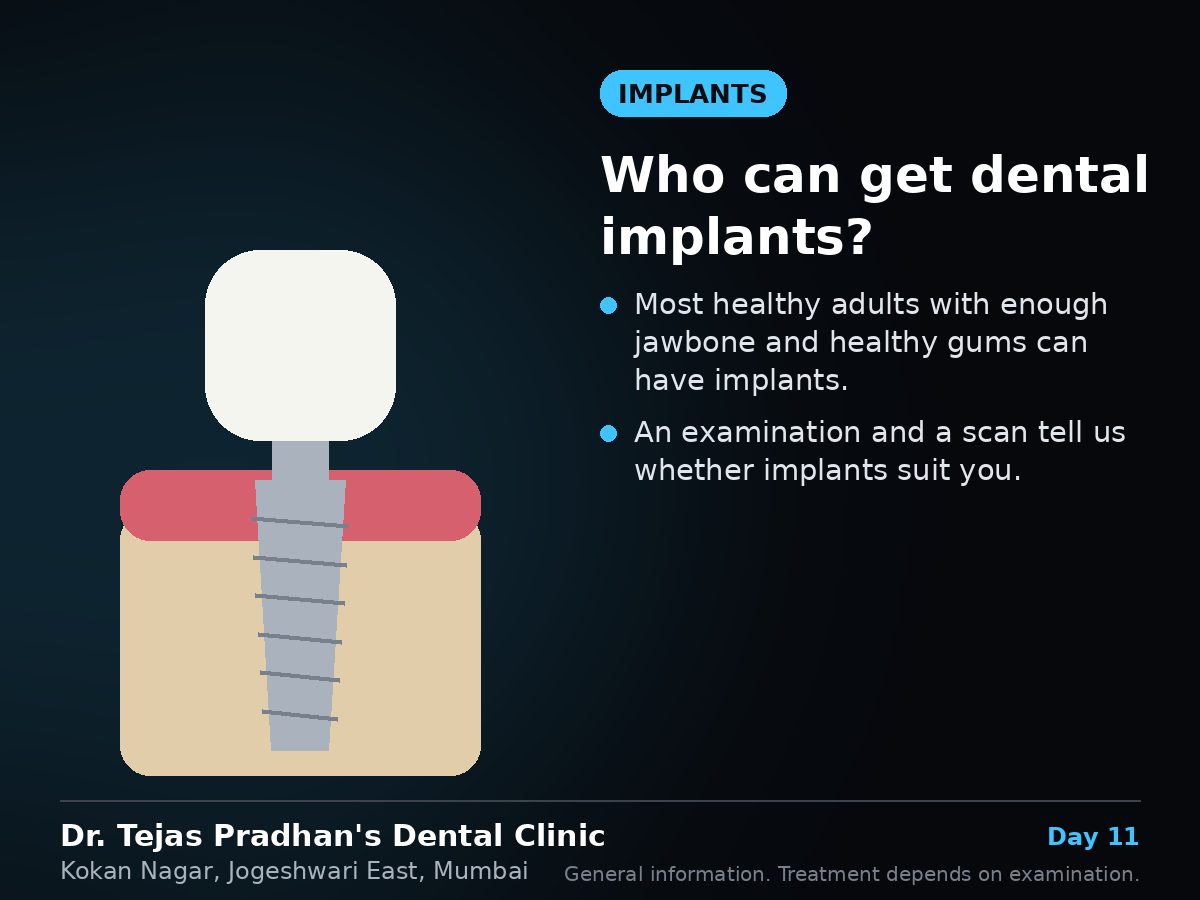 IMPLANTS
Who can get dental
implants?
Most healthy adults with enough
jawbone and healthy gums can
have implants.
An examination and a scan tell us
whether implants suit you.
Dr. Tejas Pradhan's Dental Clinic
Day 11
Kokan Nagar, Jogeshwari East, Mumbai
General information. Treatment depends on examination.